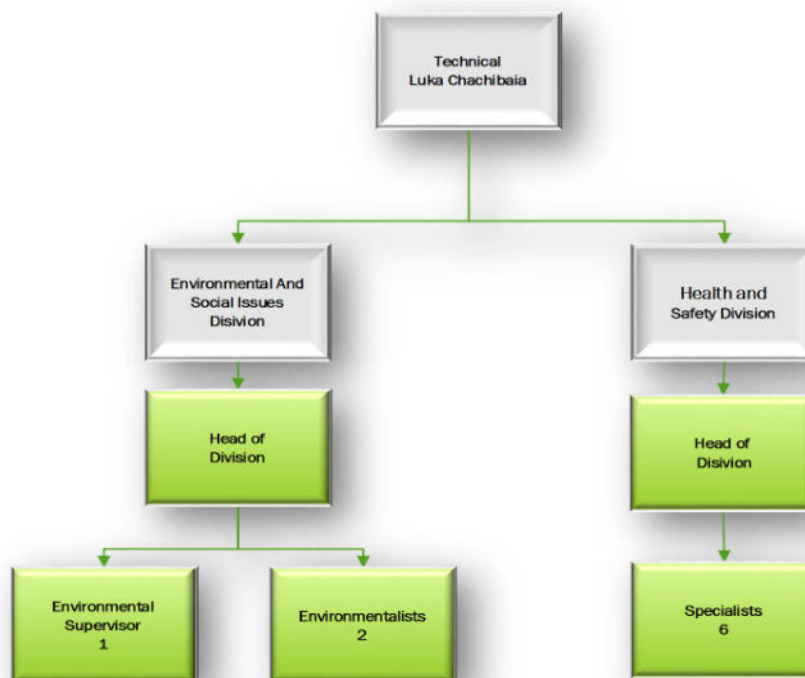 Technical
Luka Chachibaia
Environmental And
Social Issues
Disivion
Health and
Safety Division
Head of
Division
Head of
Disivion
Environmental
Supervisor
1
Environmentalists
2
Specialists
6